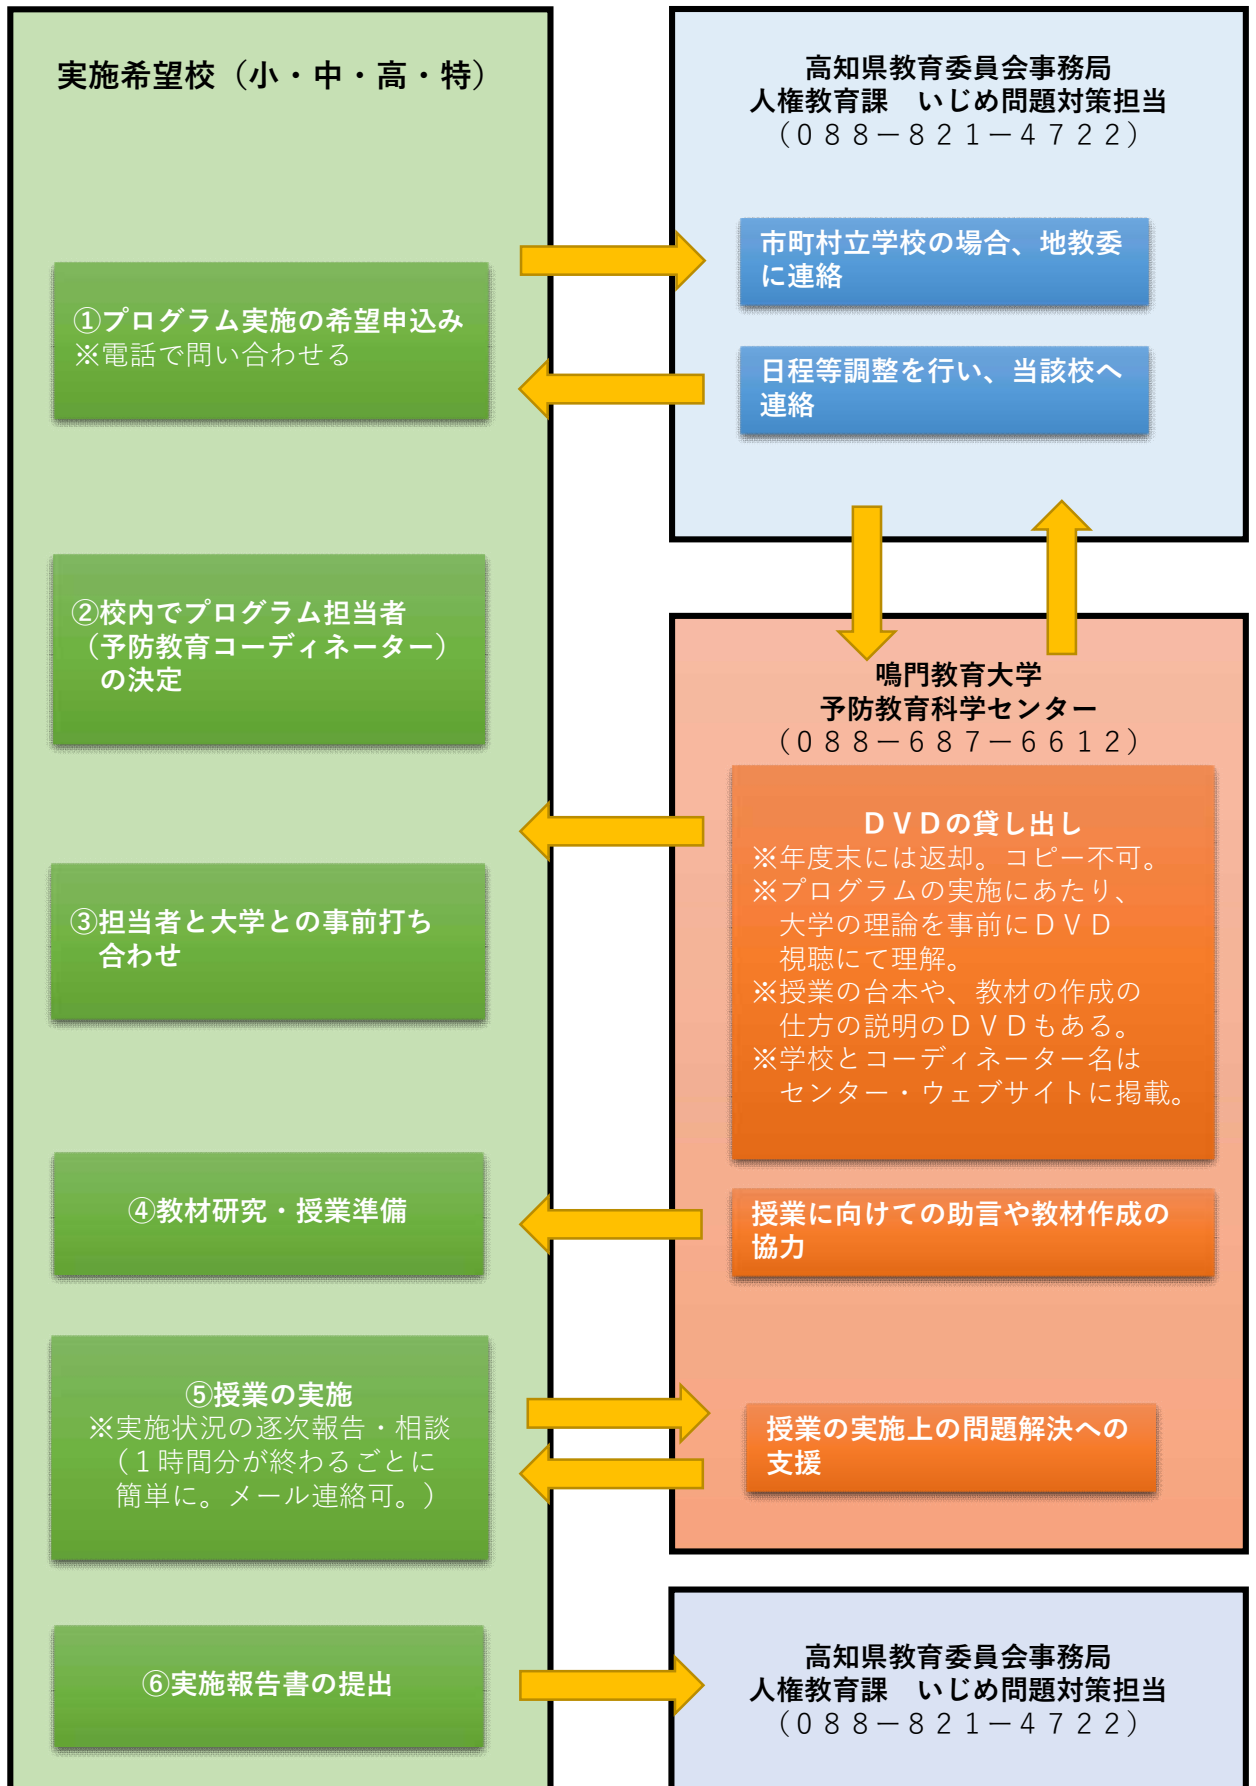 実施希望校（小・中・高・特）
①プログラム実施の希望申込み
※電話で問い合わせる
②校内でプログラム担当者
（予防教育コーディネーター）
の決定
③担当者と大学との事前打ち
合わせ
④教材研究・授業準備
⑤授業の実施
※実施状況の逐次報告・相談
（１時間分が終わるごとに
簡単に。メール連絡可。）
⑥実施報告書の提出
高知県教育委員会事務局
人権教育課　いじめ問題対策担当
（０８８－８２１－４７２２）
市町村立学校の場合、地教委
に連絡
日程等調整を行い、当該校へ
連絡
鳴門教育大学
予防教育科学センター
（０８８－６８７－６６１２）
ＤＶＤの貸し出し
※年度末には返却。コピー不可。
※プログラムの実施にあたり、
大学の理論を事前にＤＶＤ
視聴にて理解。
※授業の台本や、教材の作成の
仕方の説明のＤＶＤもある。
※学校とコーディネーター名は
センター・ウェブサイトに掲載。
授業に向けての助言や教材作成の
協力
授業の実施上の問題解決への
支援
高知県教育委員会事務局
人権教育課　いじめ問題対策担当
（０８８－８２１－４７２２）